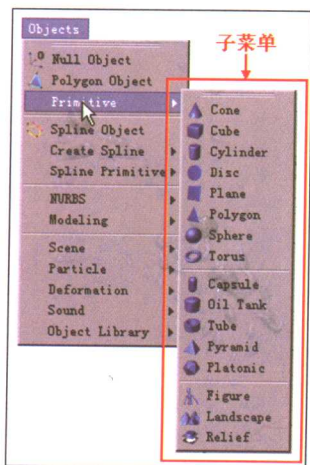 Objects
子菜单
Null Object
Polygon Object
Primitive
Spline Object
Create Spline
Spline Primitive
NURBS
Modeling
Scene
Particle
Deformation
Sound
Object Library
Cone
Cube
Cylinder
Disc
Plane
Polygon
Sphere
Torus
Capsule
Oil Tank
Tube
Pyramid
Platonic
Figure
Landscape
Relief